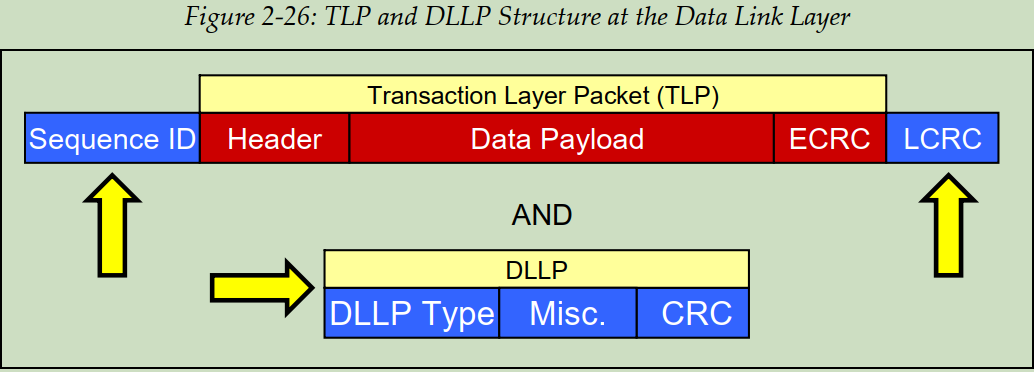 Figure 2-26: TLP and DLLP Structure at the Data Link Layer
Transaction Layer Packet (TLP)
Sequence ID Header Data Payload ECRC LCRC
AND
DLLP
DLLP Type Misc. CRC